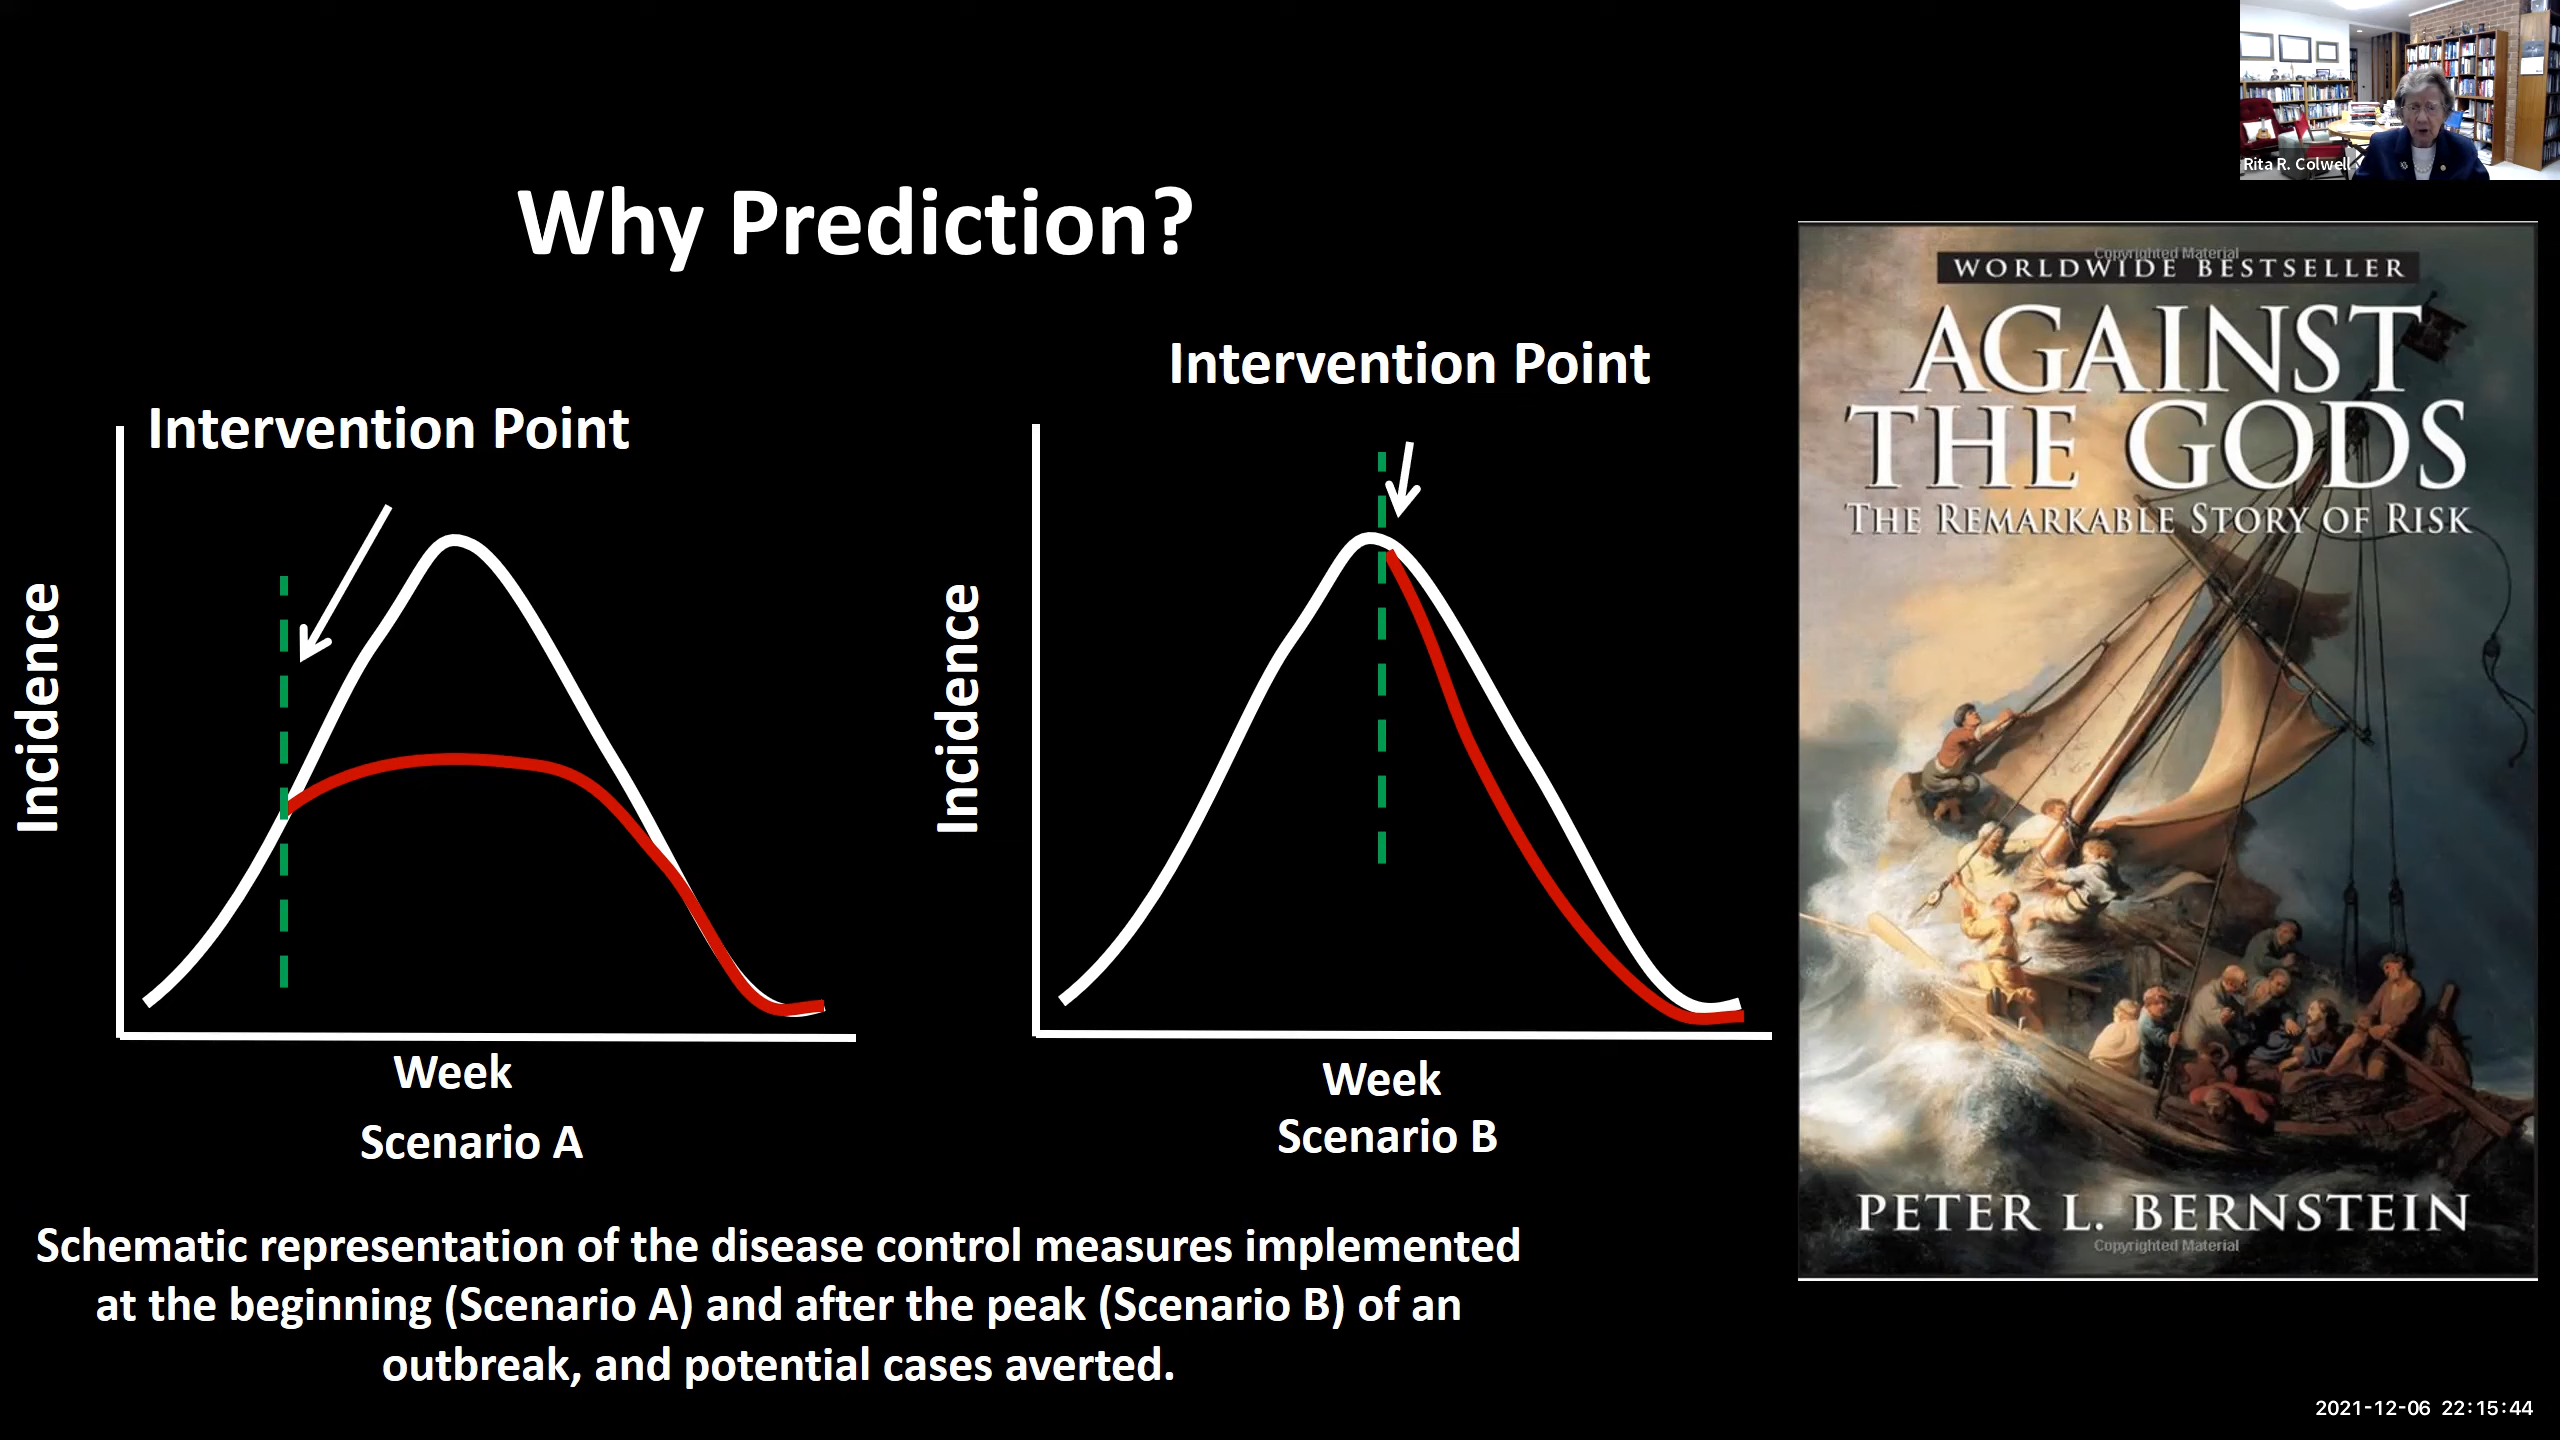 Rita R. Colwell
Why Prediction?
Intervention Point
Incidence
Week
Scenario A
Intervention Point
Incidence
Week
Scenario B
Schematic representation of the disease control measures implemented
at the beginning (Scenario A) and after the peak (Scenario B) of an
outbreak, and potential cases averted.
Copyrighted Material
WORLDWIDE BESTSELLER
AGAINST
THE GODS
THE REMARKABLE STORY OF RISK
PETER L. BERNSTEIN
Copyrighted Material
2021-12-06 22:15:44